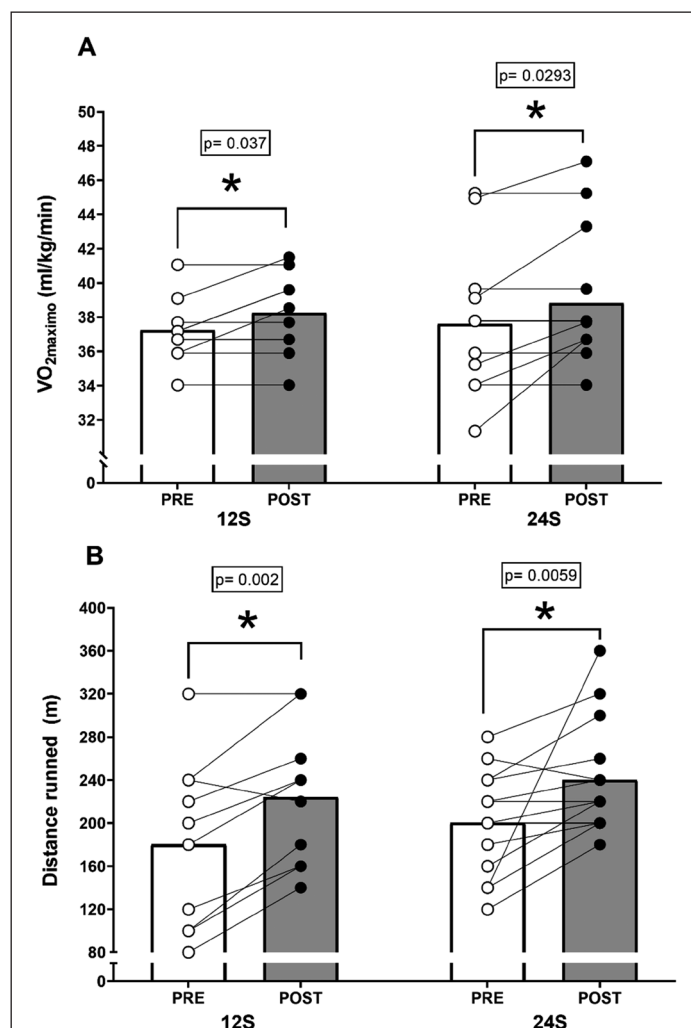 A
p= 0.0293
p= 0.037
*
*
VO2maximo (ml/kg/min)
50
48
46
44
42
40
38
36
34
32
0
PRE POST PRE POST
12S 24S
B
p= 0.002
p= 0.0059
*
*
Distance runned (m)
400
360
320
280
240
200
160
120
80
0
PRE POST PRE POST
12S 24S